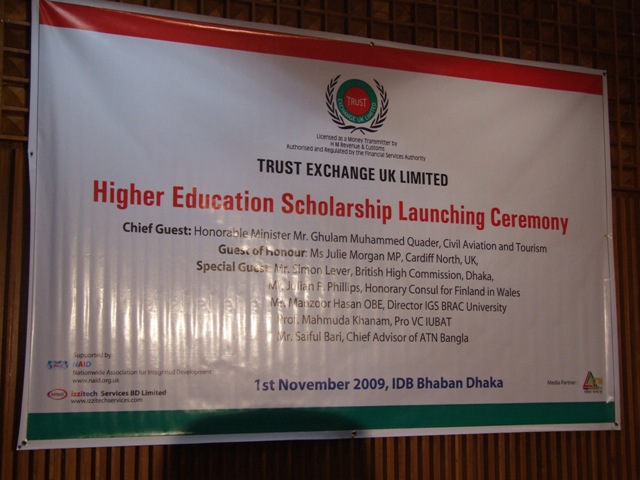 TRUST
EXCHANGE UK LIMITED
Licensed as a Money Transmitter by
H M Revenue & Customs
Authorised and Regulated by the Financial Services Authority
TRUST EXCHANGE UK LIMITED
Higher Education Scholarship Launching Ceremony
Chief Guest: Honorable Minister Mr. Ghulam Muhammed Quader, Civil Aviation and Tourism
Guest of Honour: Ms Julie Morgan MP, Cardiff North, UK,
Special Guest: Mr. Simon Lever, British High Commission, Dhaka,
Mr. Julian F. Phillips, Honorary Consul for Finland in Wales
Mr. Manzoor Hasan OBE, Director IGS BRAC University
Prof. Mahmuda Khanam, Pro VC IUBAT
Mr. Saiful Bari, Chief Advisor of ATN Bangla
Supported by:
NAID
Nationwide Association for Integrated Development
www.naid.org.uk
izzitech Services BD Limited
www.izzitechservices.com
1st November 2009, IDB Bhaban Dhaka
Media Partner: